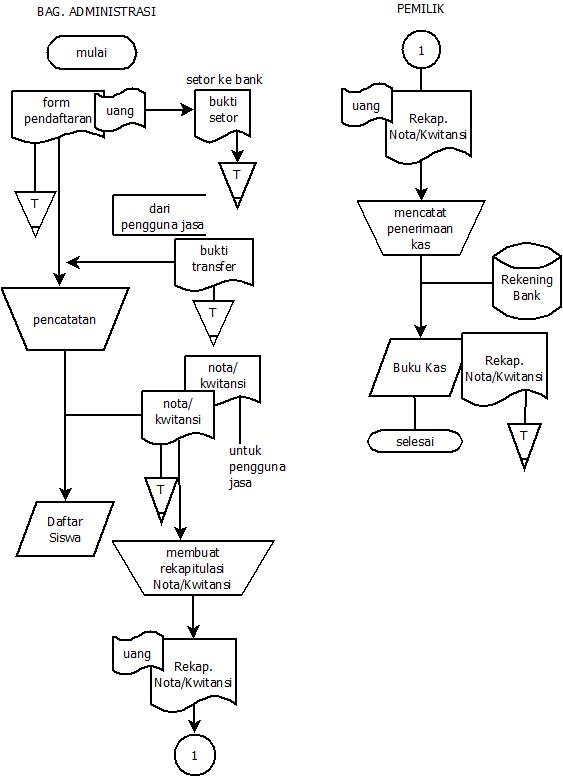 BAG. ADMINISTRASI
mulai
form
pendaftaran
uang
setor ke bank
bukti
setor
T
T
dari
pengguna jasa
bukti
transfer
T
pencatatan
nota/
kwitansi
nota/
kwitansi
untuk
pengguna
jasa
T
Daftar
Siswa
membuat
rekapitulasi
Nota/Kwitansi
uang
Rekap.
Nota/Kwitansi
1
PEMILIK
1
uang
Rekap.
Nota/Kwitansi
mencatat
penerimaan
kas
Rekening
Bank
Buku Kas
Rekap.
Nota/Kwitansi
selesai
T